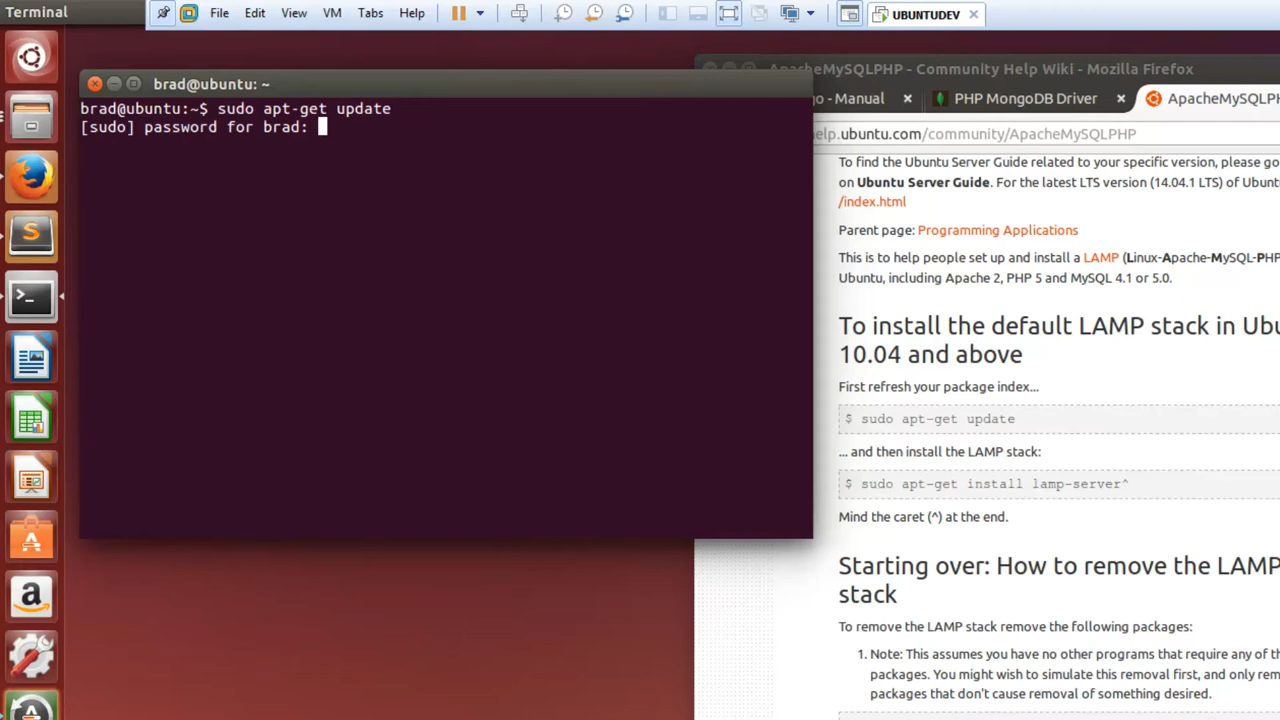 Terminal
File Edit View VM Tabs Help
UBUNTUDEV
brad@ubuntu: ~
brad@ubuntu:~$ sudo apt-get update
[sudo] password for brad:
ApacheMySQLPHP - Community Help Wiki - Mozilla Firefox
o - Manual
PHP MongoDB Driver
ApacheMySQLPH
elp.ubuntu.com/community/ApacheMySQLPHP
To find the Ubuntu Server Guide related to your specific version, please go
on Ubuntu Server Guide. For the latest LTS version (14.04.1 LTS) of Ubuntu
/index.html
Parent page: Programming Applications
This is to help people set up and install a LAMP (Linux-Apache-MySQL-PHP
Ubuntu, including Apache 2, PHP 5 and MySQL 4.1 or 5.0.
To install the default LAMP stack in Ubu
10.04 and above
First refresh your package index...
$ sudo apt-get update
... and then install the LAMP stack:
$ sudo apt-get install lamp-server^
Mind the caret (^) at the end.
Starting over: How to remove the LAMP
stack
To remove the LAMP stack remove the following packages:
1. Note: This assumes you have no other programs that require any of th
packages. You might wish to simulate this removal first, and only rem
packages that don't cause removal of something desired.